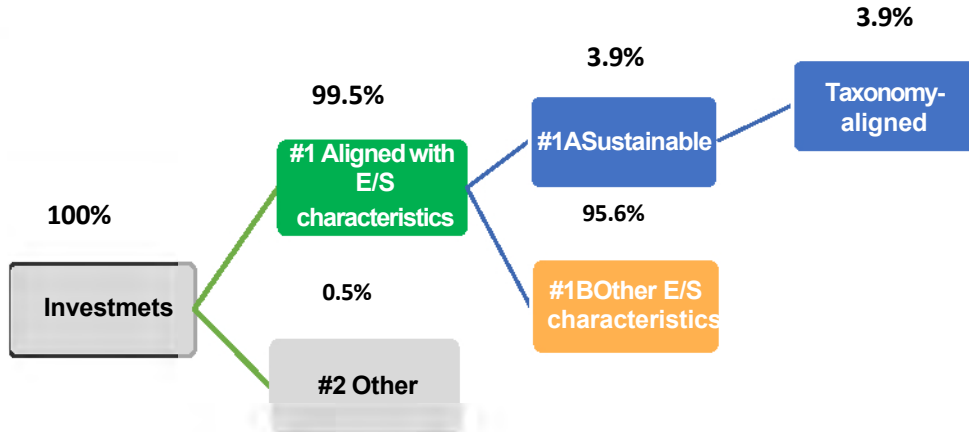 3.9%
3.9%
99.5%
Taxonomy-
aligned
#1ASustainable
#1 Aligned with
E/S
characteristics
100%
95.6%
0.5%
Investmets
#1BOther E/S
characteristics
#2 Other